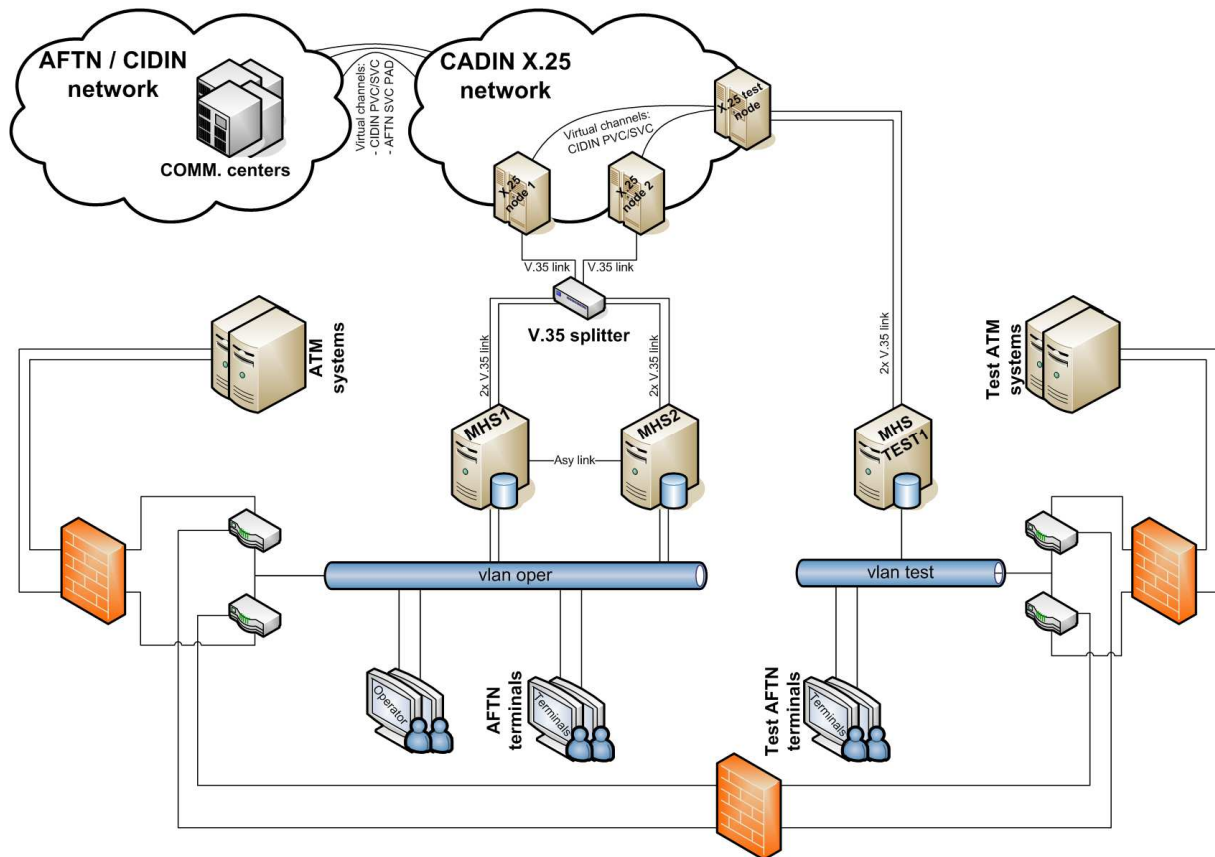 AFTN / CIDIN
network
COMM. centers
Virtual channels:
- CIDIN PVC/SVC
- AFTN SVC PAD
CADIN X.25
network
X.25 test
node
Virtual channels:
CIDIN PVC/SVC
X.25
node 1
X.25
node 2
V.35 link
V.35 link
V.35 splitter
2x V.35 link
2x V.35 link
2x V.35 link
ATM
systems
Test ATM
systems
MHS1
Asy link
MHS2
MHS
TEST1
vlan oper
vlan test
Operator
AFTN
terminals
Terminals
Test AFTN
terminals
Terminals